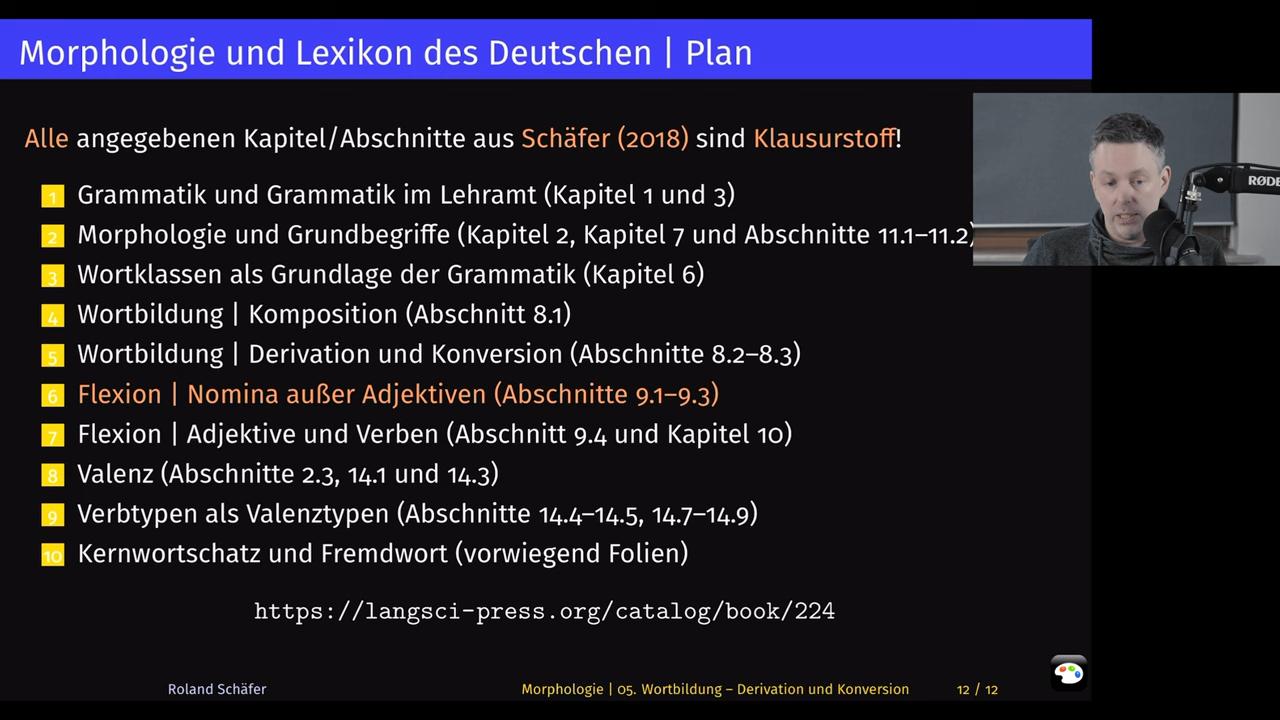 Morphologie und Lexikon des Deutschen | Plan
Alle angegebenen Kapitel/Abschnitte aus Schäfer (2018) sind Klausurstoff!
1 Grammatik und Grammatik im Lehramt (Kapitel 1 und 3)
2 Morphologie und Grundbegriffe (Kapitel 2, Kapitel 7 und Abschnitte 11.1–11.2)
3 Wortklassen als Grundlage der Grammatik (Kapitel 6)
4 Wortbildung | Komposition (Abschnitt 8.1)
5 Wortbildung | Derivation und Konversion (Abschnitte 8.2–8.3)
6 Flexion | Nomina außer Adjektiven (Abschnitte 9.1–9.3)
7 Flexion | Adjektive und Verben (Abschnitt 9.4 und Kapitel 10)
8 Valenz (Abschnitte 2.3, 14.1 und 14.3)
9 Verbtypen als Valenztypen (Abschnitte 14.4–14.5, 14.7–14.9)
10 Kernwortschatz und Fremdwort (vorwiegend Folien)
https://langsci-press.org/catalog/book/224
Roland Schäfer
Morphologie | 05. Wortbildung – Derivation und Konversion
12 / 12
RØDE